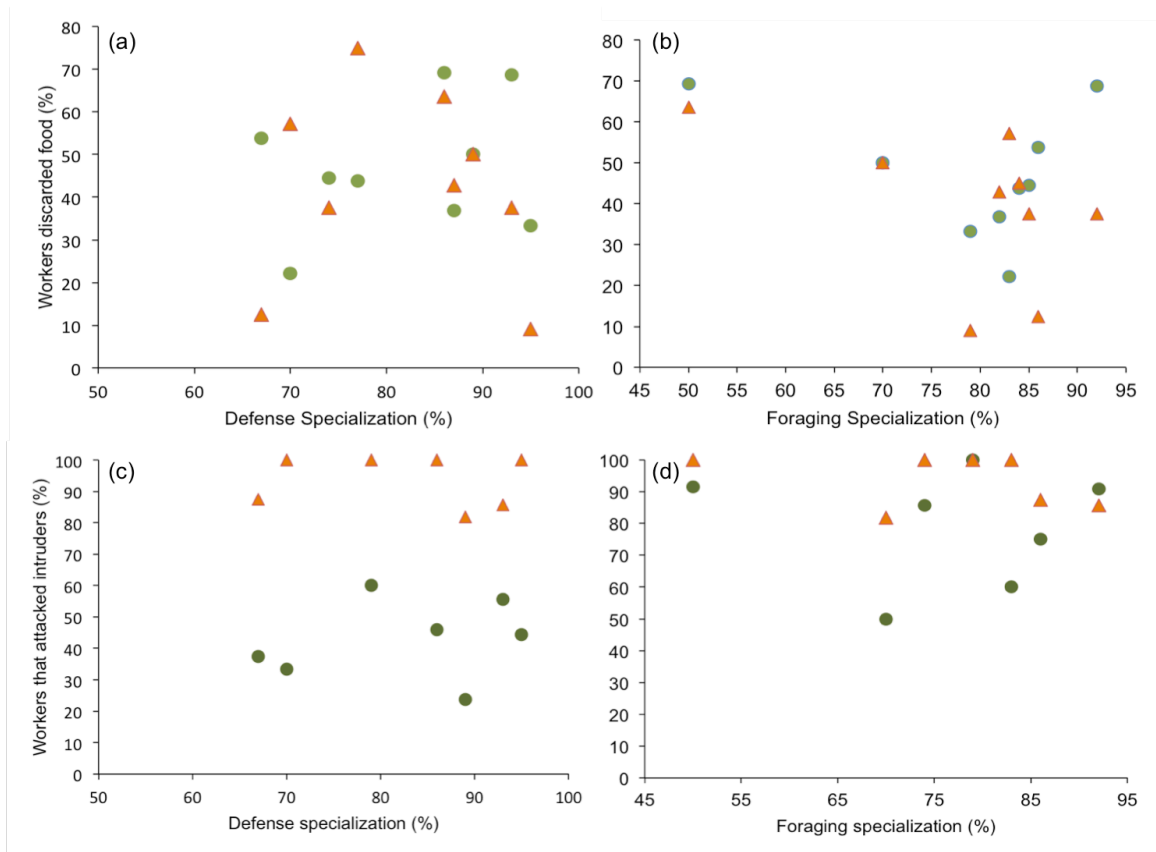 (a)
80
70
60
50
40
30
20
10
0
Workers discarded food (%)
50 60 70 80 90 100
Defense Specialization (%)
(b)
80
70
60
50
40
30
20
10
0
45 50 55 60 65 70 75 80 85 90 95
Foraging Specialization (%)
(c)
100
90
80
70
60
50
40
30
20
10
0
Workers that attacked intruders (%)
50 60 70 80 90 100
Defense specialization (%)
(d)
100
90
80
70
60
50
40
30
20
10
0
45 55 65 75 85 95
Foraging specialization (%)